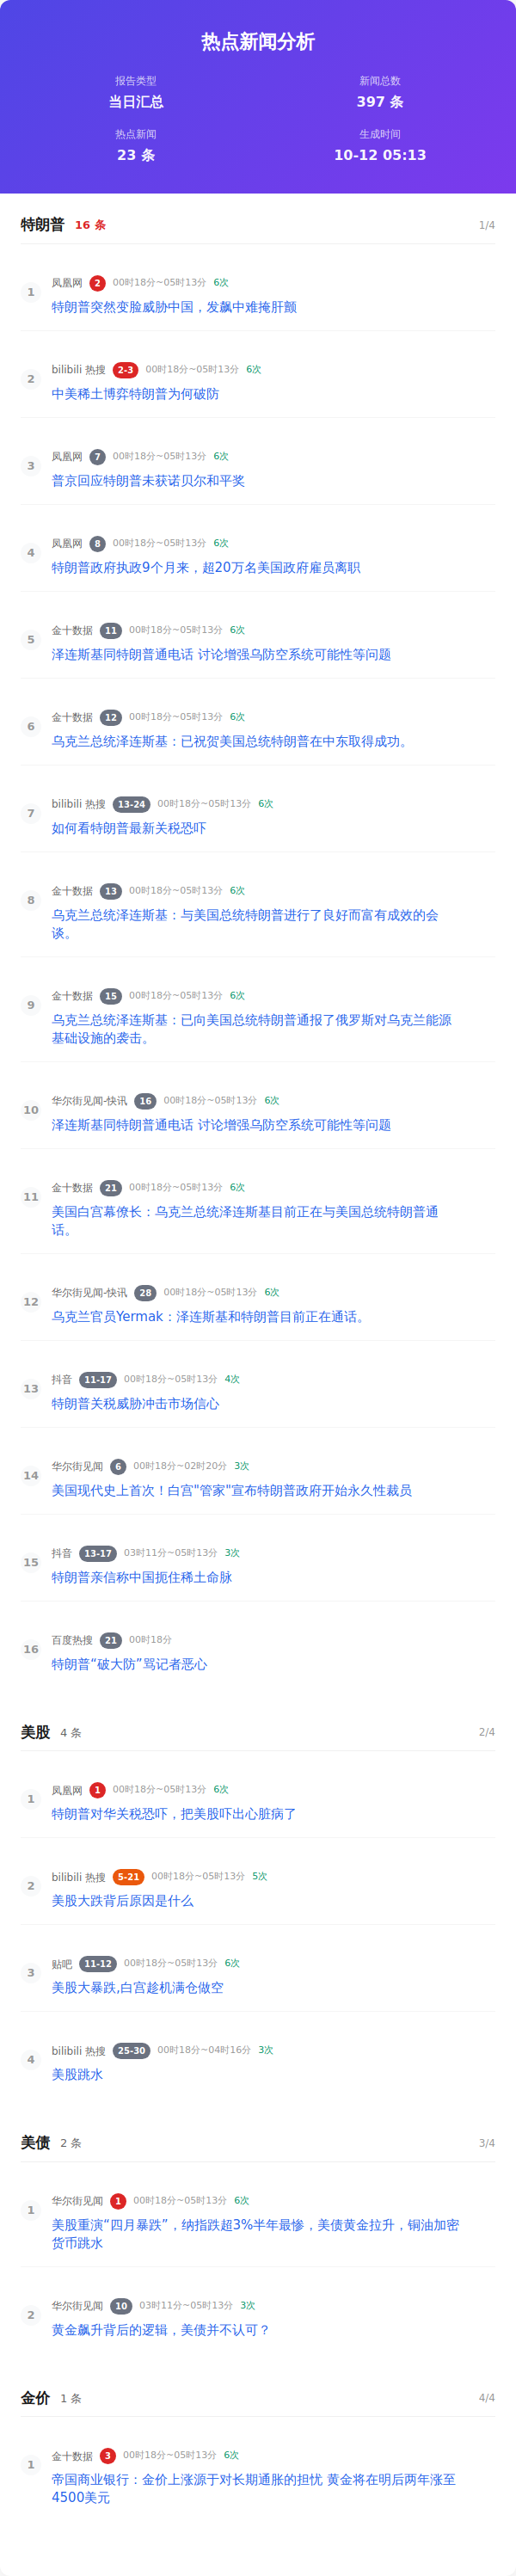 热点新闻分析
报告类型
新闻总数
当日汇总
397 条
热点新闻
生成时间
23 条
10-12 05:13
特朗普 16 条 1/4
1 凤凰网 2 00时18分~05时13分 6次
特朗普突然变脸威胁中国，发飙中难掩肝颤
2 bilibili 热搜 2-3 00时18分~05时13分 6次
中美稀土博弈特朗普为何破防
3 凤凰网 7 00时18分~05时13分 6次
普京回应特朗普未获诺贝尔和平奖
4 凤凰网 8 00时18分~05时13分 6次
特朗普政府执政9个月来，超20万名美国政府雇员离职
5 金十数据 11 00时18分~05时13分 6次
泽连斯基同特朗普通电话 讨论增强乌防空系统可能性等问题
6 金十数据 12 00时18分~05时13分 6次
乌克兰总统泽连斯基：已祝贺美国总统特朗普在中东取得成功。
7 bilibili 热搜 13-24 00时18分~05时13分 6次
如何看特朗普最新关税恐吓
8 金十数据 13 00时18分~05时13分 6次
乌克兰总统泽连斯基：与美国总统特朗普进行了良好而富有成效的会
谈。
9 金十数据 15 00时18分~05时13分 6次
乌克兰总统泽连斯基：已向美国总统特朗普通报了俄罗斯对乌克兰能源
基础设施的袭击。
10 华尔街见闻-快讯 16 00时18分~05时13分 6次
泽连斯基同特朗普通电话 讨论增强乌防空系统可能性等问题
11 金十数据 21 00时18分~05时13分 6次
美国白宫幕僚长：乌克兰总统泽连斯基目前正在与美国总统特朗普通
话。
12 华尔街见闻-快讯 28 00时18分~05时13分 6次
乌克兰官员Yermak：泽连斯基和特朗普目前正在通话。
13 抖音 11-17 00时18分~05时13分 4次
特朗普关税威胁冲击市场信心
14 华尔街见闻 6 00时18分~02时20分 3次
美国现代史上首次！白宫"管家"宣布特朗普政府开始永久性裁员
15 抖音 13-17 03时11分~05时13分 3次
特朗普亲信称中国扼住稀土命脉
16 百度热搜 21 00时18分
特朗普“破大防”骂记者恶心
美股 4 条 2/4
1 凤凰网 1 00时18分~05时13分 6次
特朗普对华关税恐吓，把美股吓出心脏病了
2 bilibili 热搜 5-21 00时18分~05时13分 5次
美股大跌背后原因是什么
3 贴吧 11-12 00时18分~05时13分 6次
美股大暴跌,白宫趁机满仓做空
4 bilibili 热搜 25-30 00时18分~04时16分 3次
美股跳水
美债 2 条 3/4
1 华尔街见闻 1 00时18分~05时13分 6次
美股重演“四月暴跌”，纳指跌超3%半年最惨，美债黄金拉升，铜油加密
货币跳水
2 华尔街见闻 10 03时11分~05时13分 3次
黄金飙升背后的逻辑，美债并不认可？
金价 1 条 4/4
1 金十数据 3 00时18分~05时13分 6次
帝国商业银行：金价上涨源于对长期通胀的担忧 黄金将在明后两年涨至
4500美元